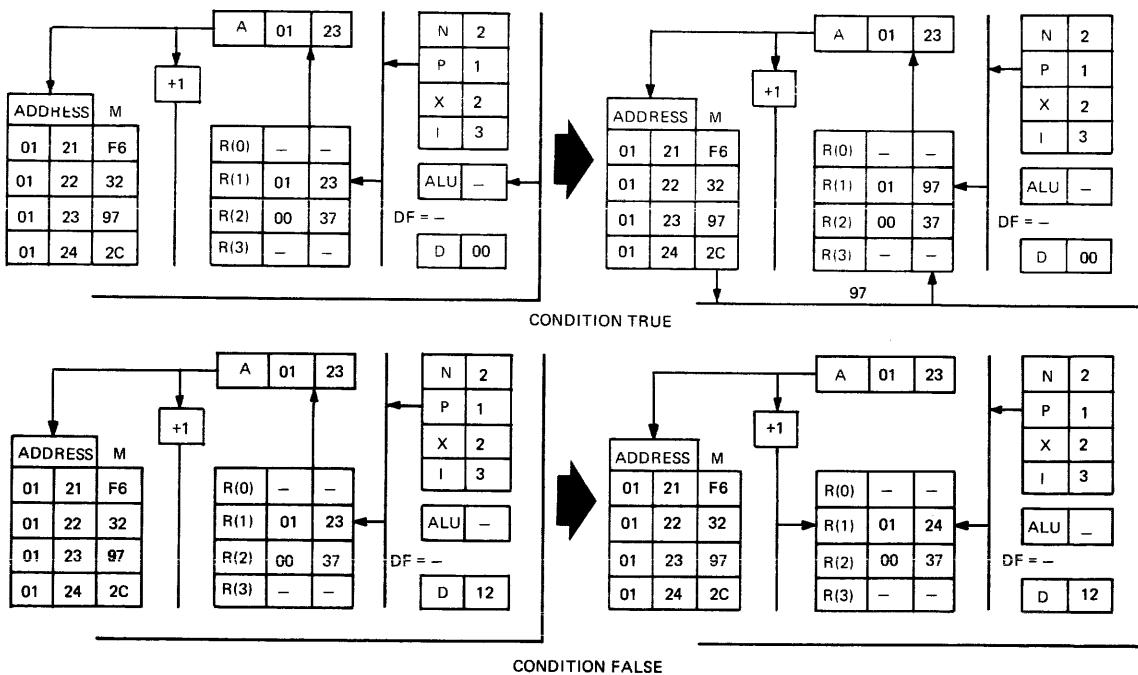 A 01 23
+1
ADDRESS M
01 21 F6
01 22 32
01 23 97
01 24 2C
R(0) – –
R(1) 01 23
R(2) 00 37
R(3) – –
N 2
P 1
X 2
I 3
ALU –
DF = –
D 00
A 01 23
+1
ADDRESS M
01 21 F6
01 22 32
01 23 97
01 24 2C
R(0) – –
R(1) 01 97
R(2) 00 37
R(3) – –
97
N 2
P 1
X 2
I 3
ALU –
DF = –
D 00
CONDITION TRUE
A 01 23
+1
ADDRESS M
01 21 F6
01 22 32
01 23 97
01 24 2C
R(0) – –
R(1) 01 23
R(2) 00 37
R(3) – –
N 2
P 1
X 2
I 3
ALU –
DF = –
D 12
A 01 23
+1
ADDRESS M
01 21 F6
01 22 32
01 23 97
01 24 2C
R(0) – –
R(1) 01 24
R(2) 00 37
R(3) – –
N 2
P 1
X 2
I 3
ALU –
DF = –
D 12
CONDITION FALSE